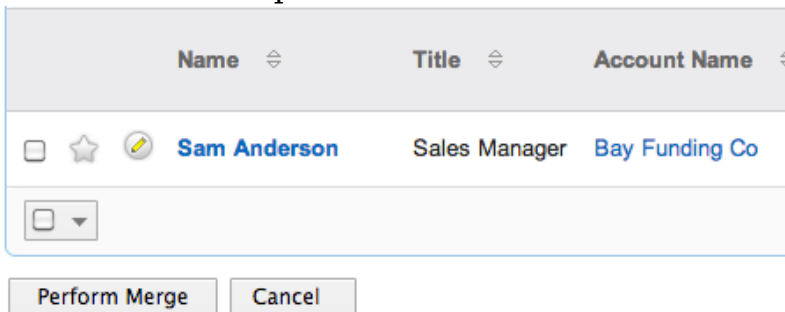 Name Title Account Name
Sam Anderson Sales Manager Bay Funding Co
Perform Merge Cancel